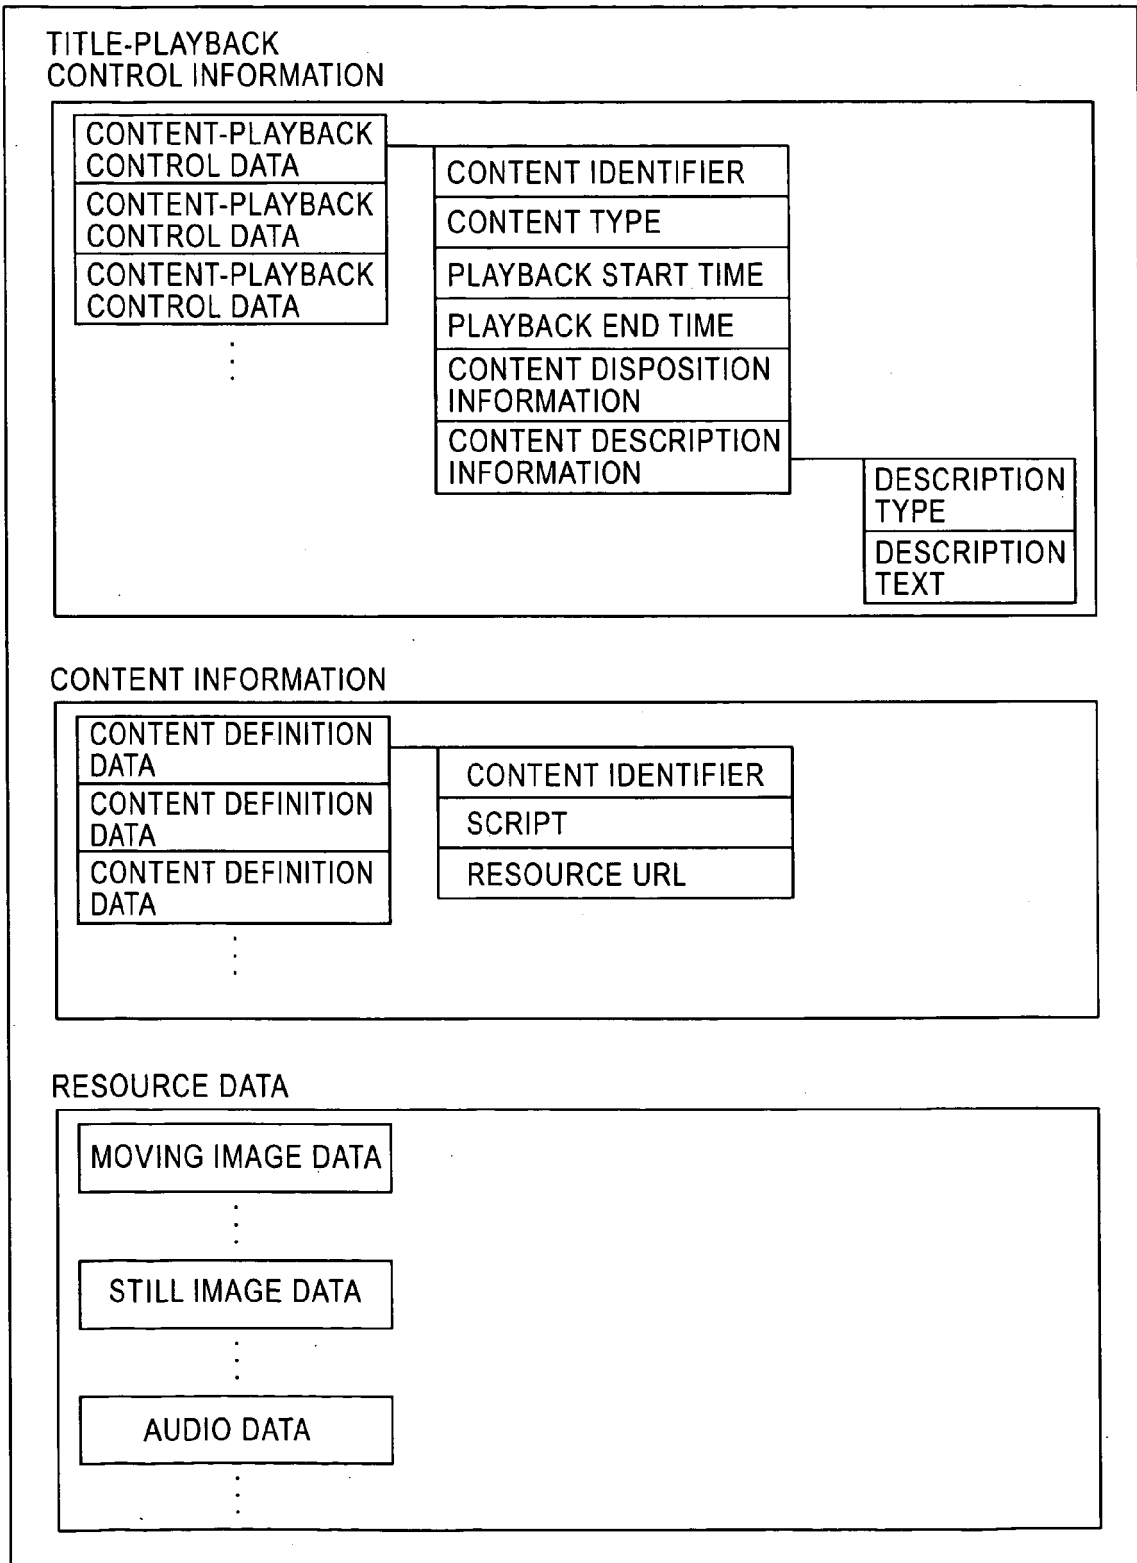 TITLE-PLAYBACK
CONTROL INFORMATION
CONTENT-PLAYBACK
CONTROL DATA
CONTENT-PLAYBACK
CONTROL DATA
CONTENT-PLAYBACK
CONTROL DATA
CONTENT IDENTIFIER
CONTENT TYPE
PLAYBACK START TIME
PLAYBACK END TIME
CONTENT DISPOSITION
INFORMATION
CONTENT DESCRIPTION
INFORMATION
DESCRIPTION
TYPE
DESCRIPTION
TEXT
CONTENT INFORMATION
CONTENT DEFINITION
DATA
CONTENT DEFINITION
DATA
CONTENT DEFINITION
DATA
CONTENT IDENTIFIER
SCRIPT
RESOURCE URL
RESOURCE DATA
MOVING IMAGE DATA
STILL IMAGE DATA
AUDIO DATA